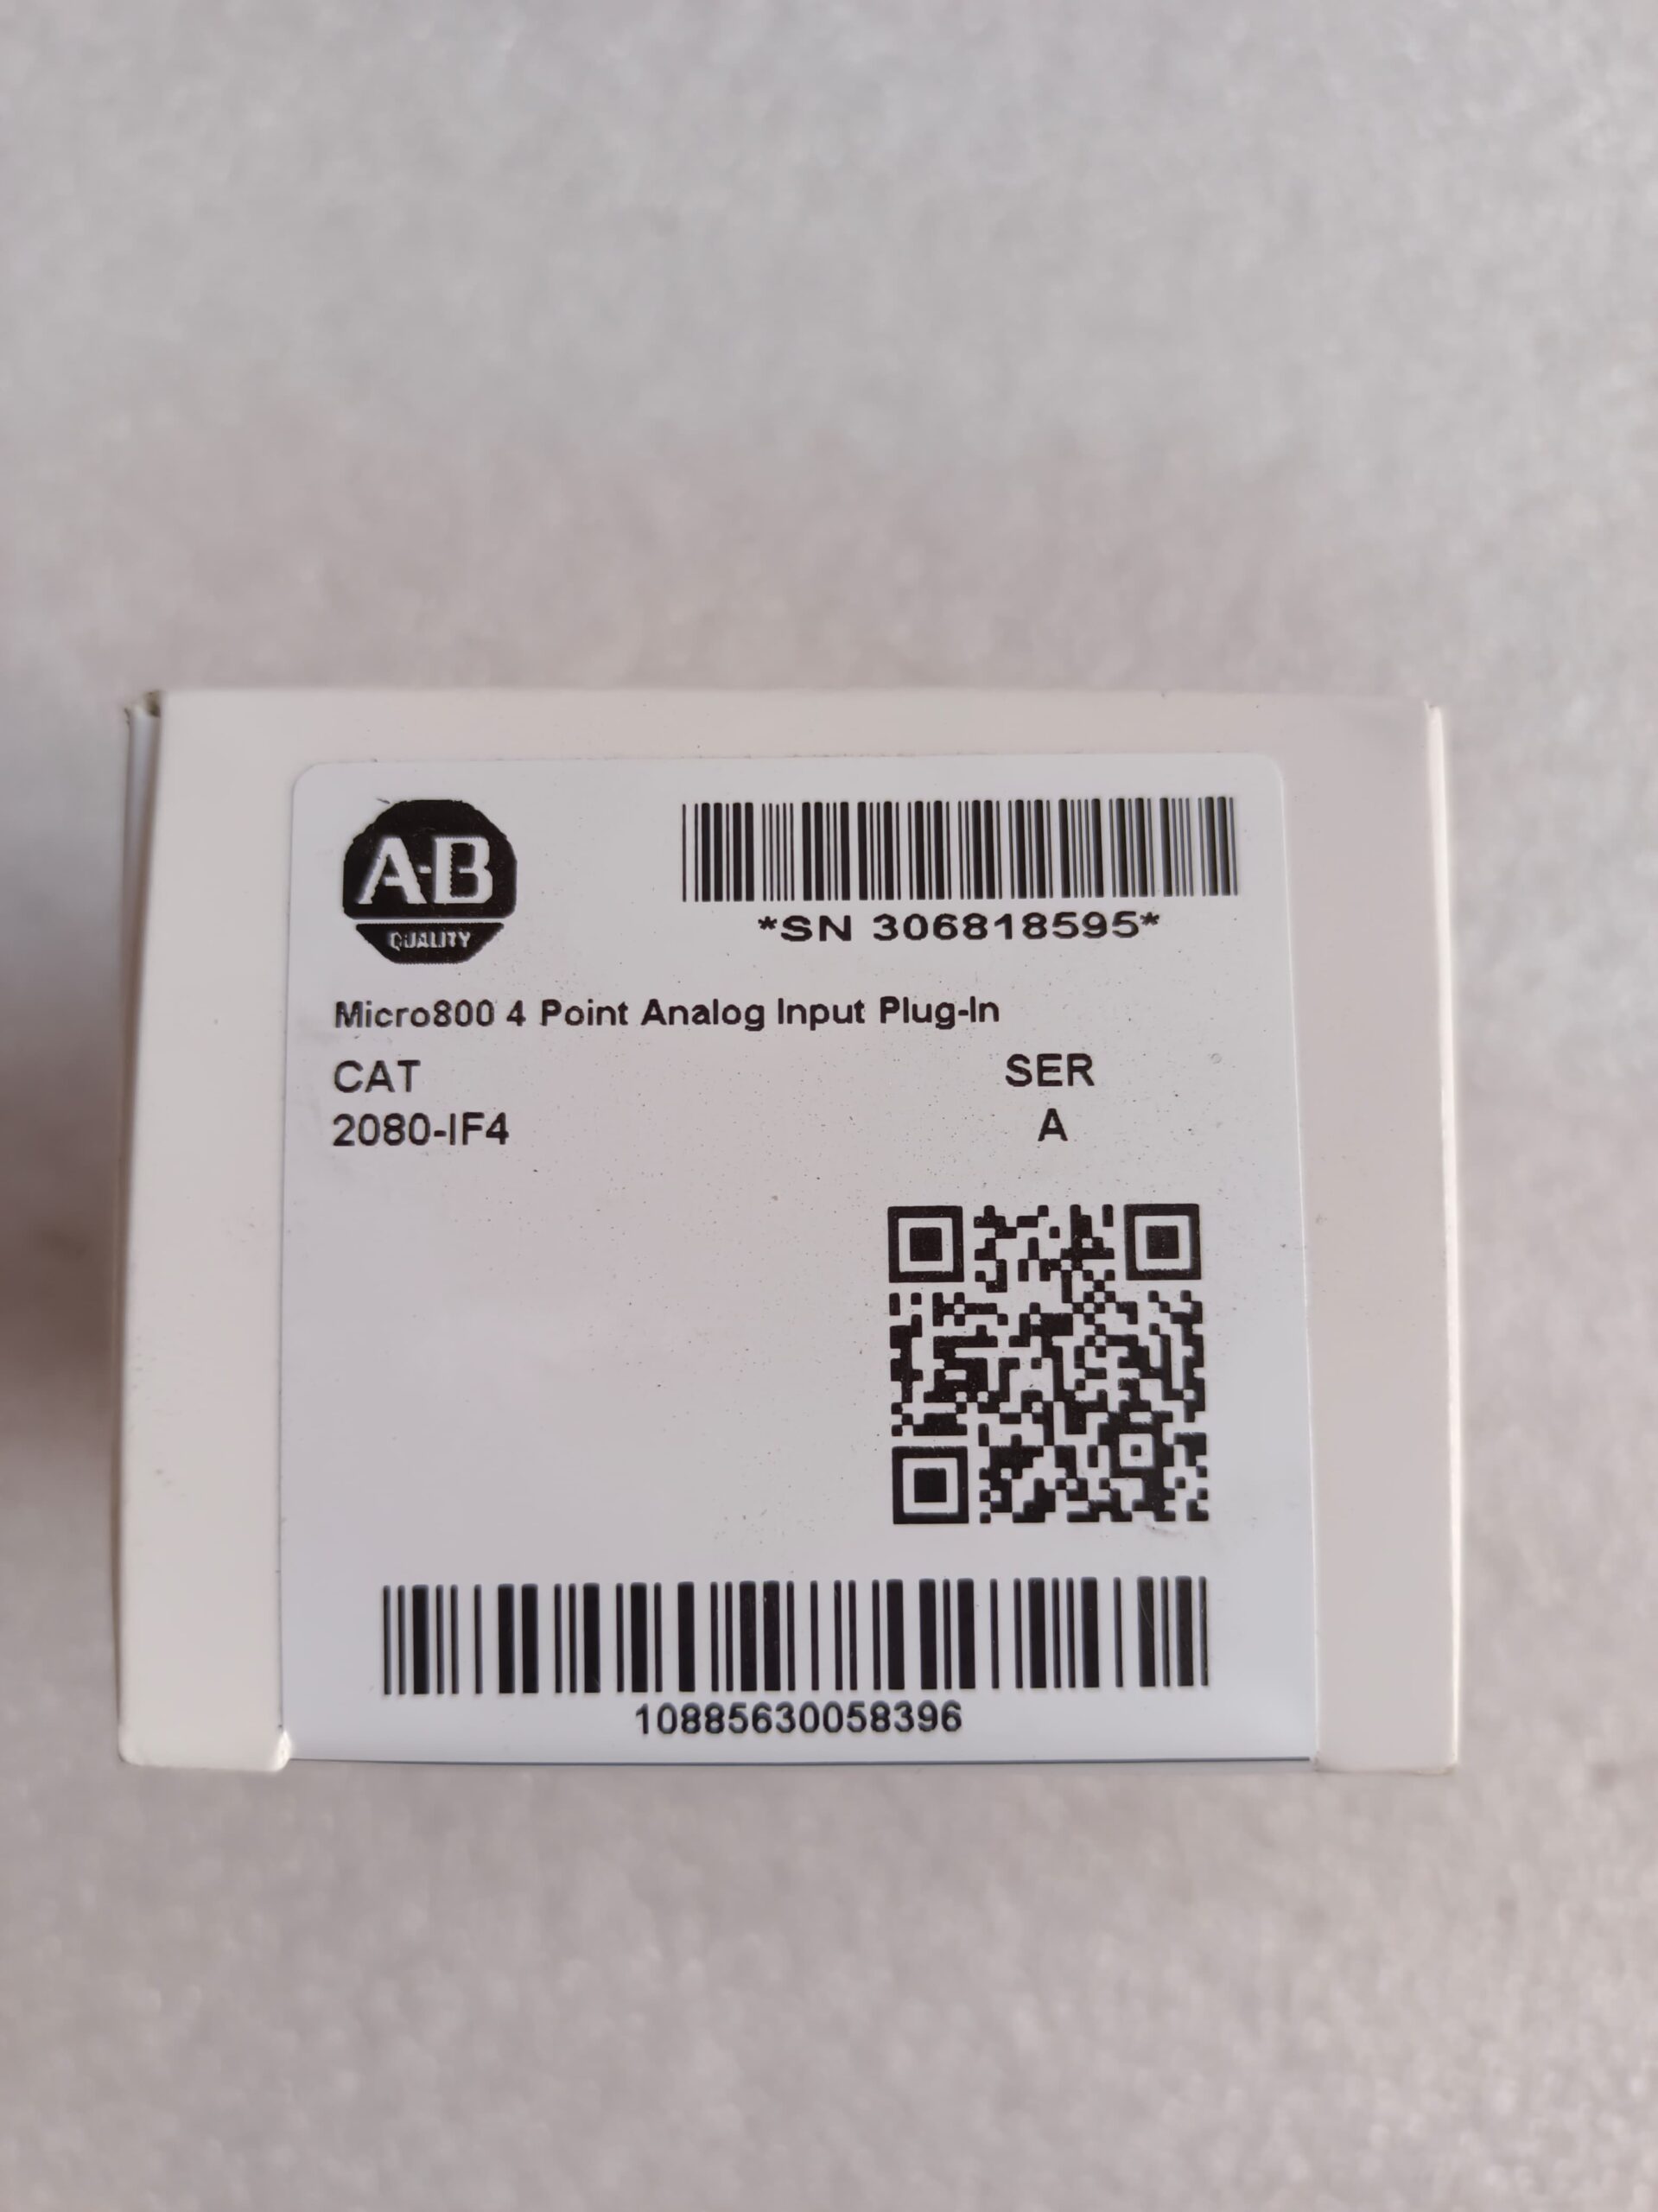 A-B
QUALITY
*SN 306818595*
Micro800 4 Point Analog Input Plug-In
CAT
2080-IF4
SER
A
10885630058396